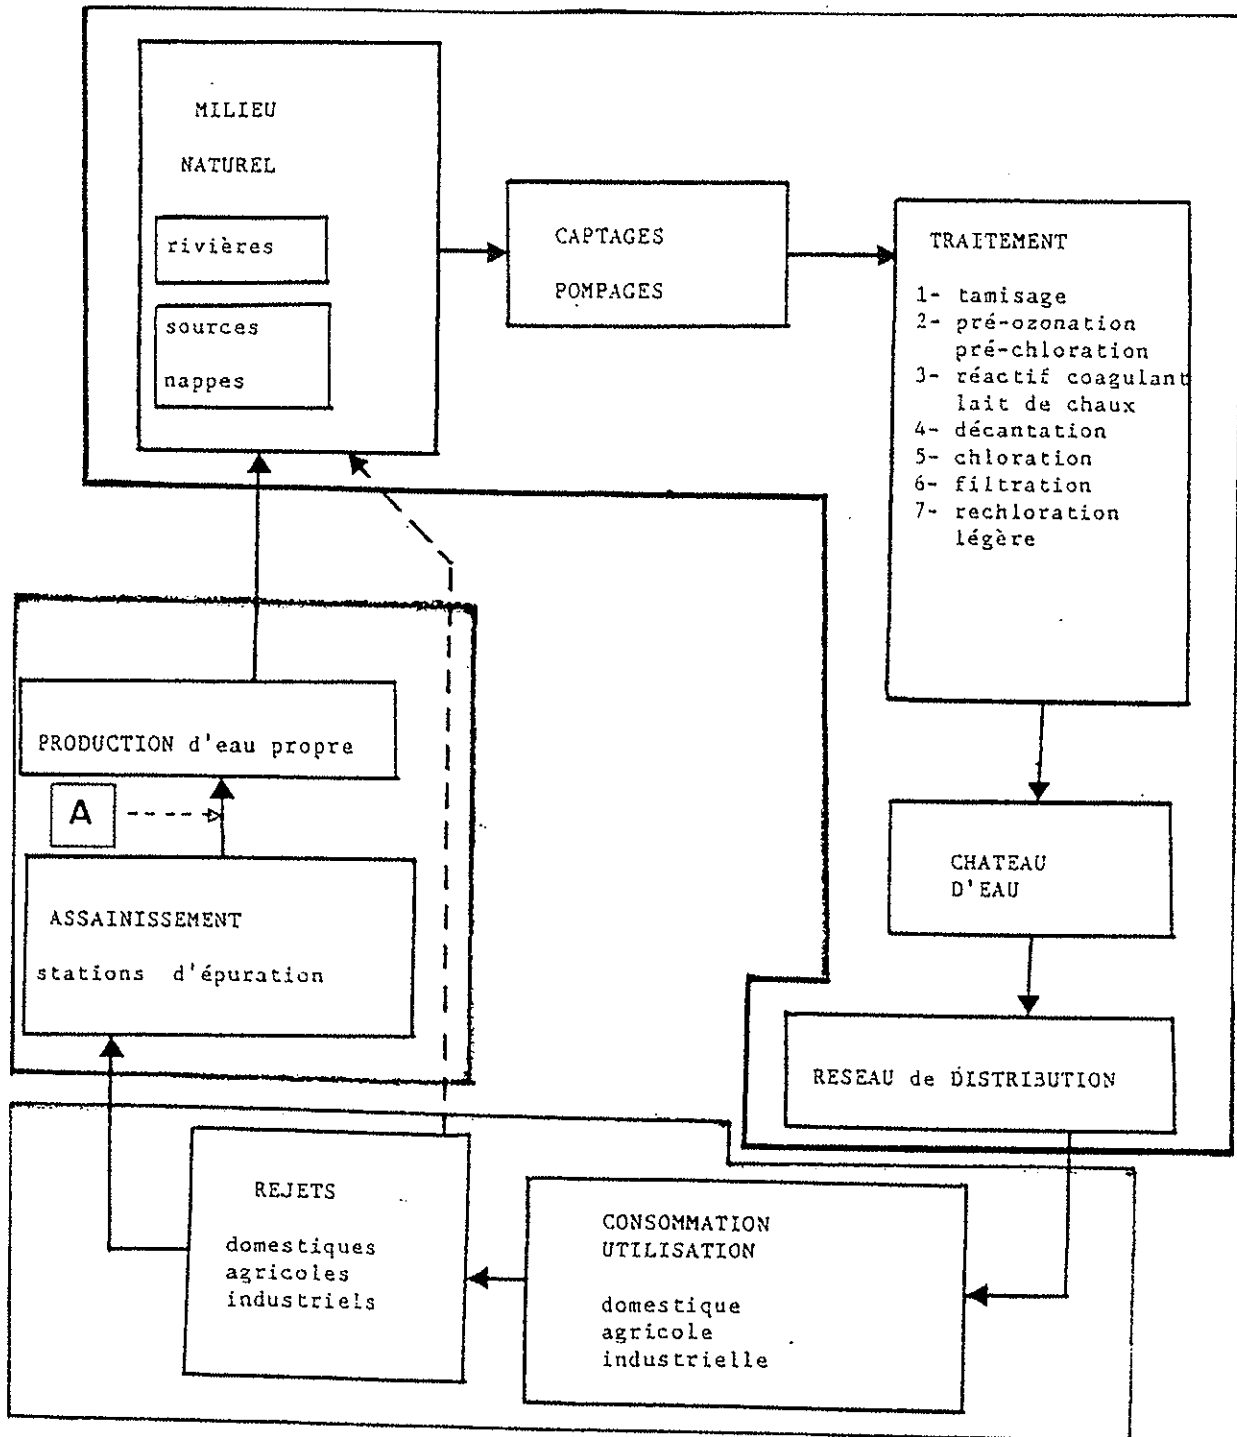 MILIEU
NATUREL
rivières
sources
nappes
CAPTAGES
POMPAGES
TRAITEMENT
1- tamisage
2- pré-ozonation
pré-chloration
3- réactif coagulant
lait de chaux
4- décantation
5- chloration
6- filtration
7- rechloration
légère
PRODUCTION d'eau propre
A
ASSAINISSEMENT
stations d'épuration
CHATEAU
D'EAU
RESEAU de DISTRIBUTION
REJETS
domestiques
agricoles
industriels
CONSOMMATION
UTILISATION
domestique
agricole
industrielle